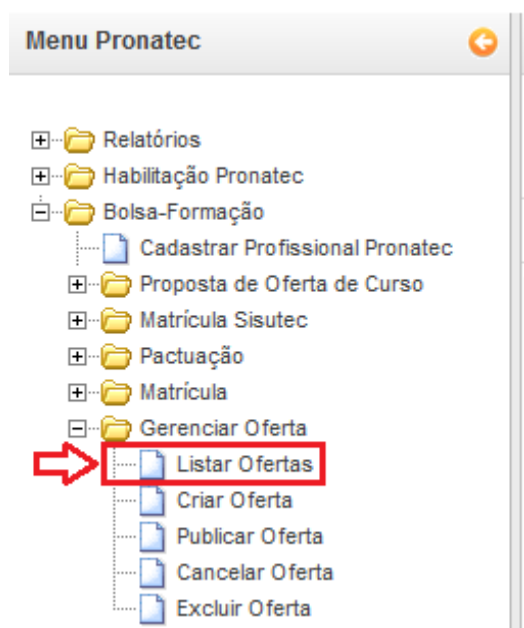 Menu Pronatec
Relatórios
Habilitação Pronatec
Bolsa-Formação
Cadastrar Profissional Pronatec
Proposta de Oferta de Curso
Matrícula Sisutec
Pactuação
Matrícula
Gerenciar Oferta
Listar Ofertas
Criar Oferta
Publicar Oferta
Cancelar Oferta
Excluir Oferta